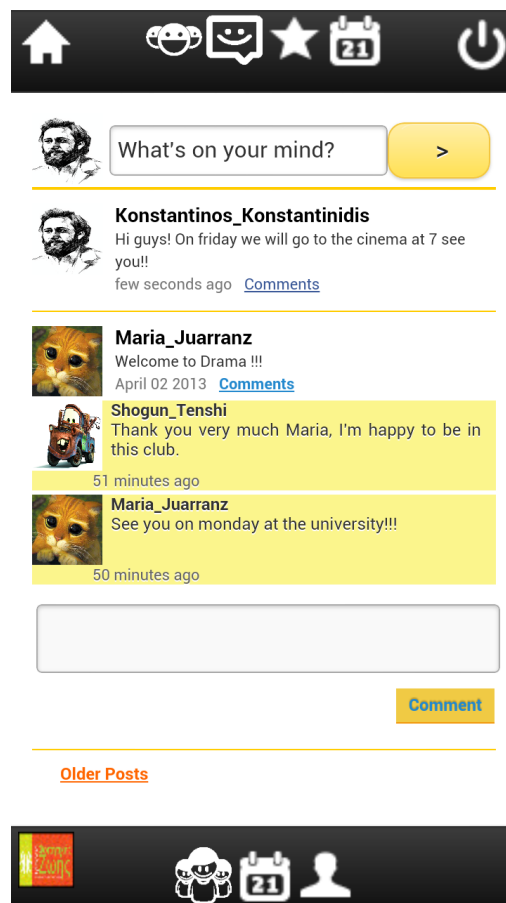 21
What's on your mind?
>
Konstantinos_Konstantinidis
Hi guys! On friday we will go to the cinema at 7 see
you!!
few seconds ago Comments
Maria_Juarranz
Welcome to Drama !!!
April 02 2013 Comments
Shogun_Tenshi
Thank you very much Maria, I'm happy to be in
this club.
51 minutes ago
Maria_Juarranz
See you on monday at the university!!!
50 minutes ago
Comment
Older Posts
Ζωής
21